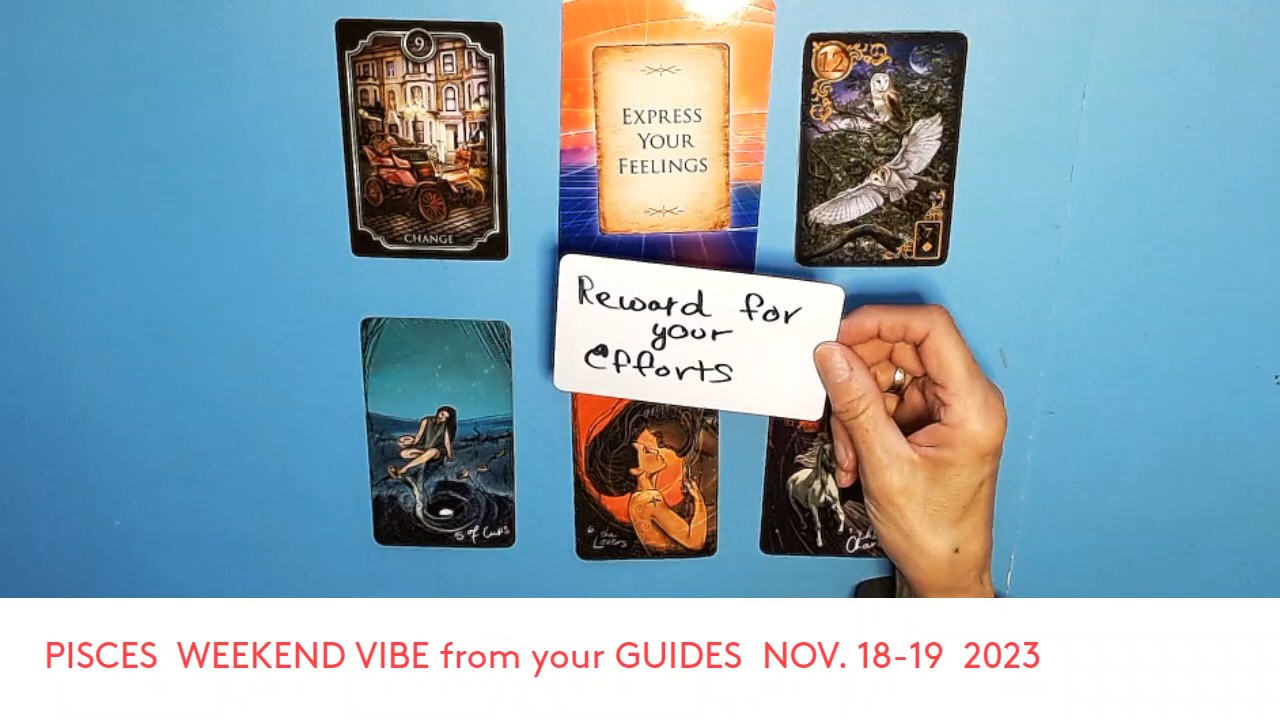 9
CHANGE
EXPRESS
YOUR
FEELINGS
12
7
Reward for
your
efforts
5 of Cups
6 the
Lovers
PISCES WEEKEND VIBE from your GUIDES NOV. 18-19 2023